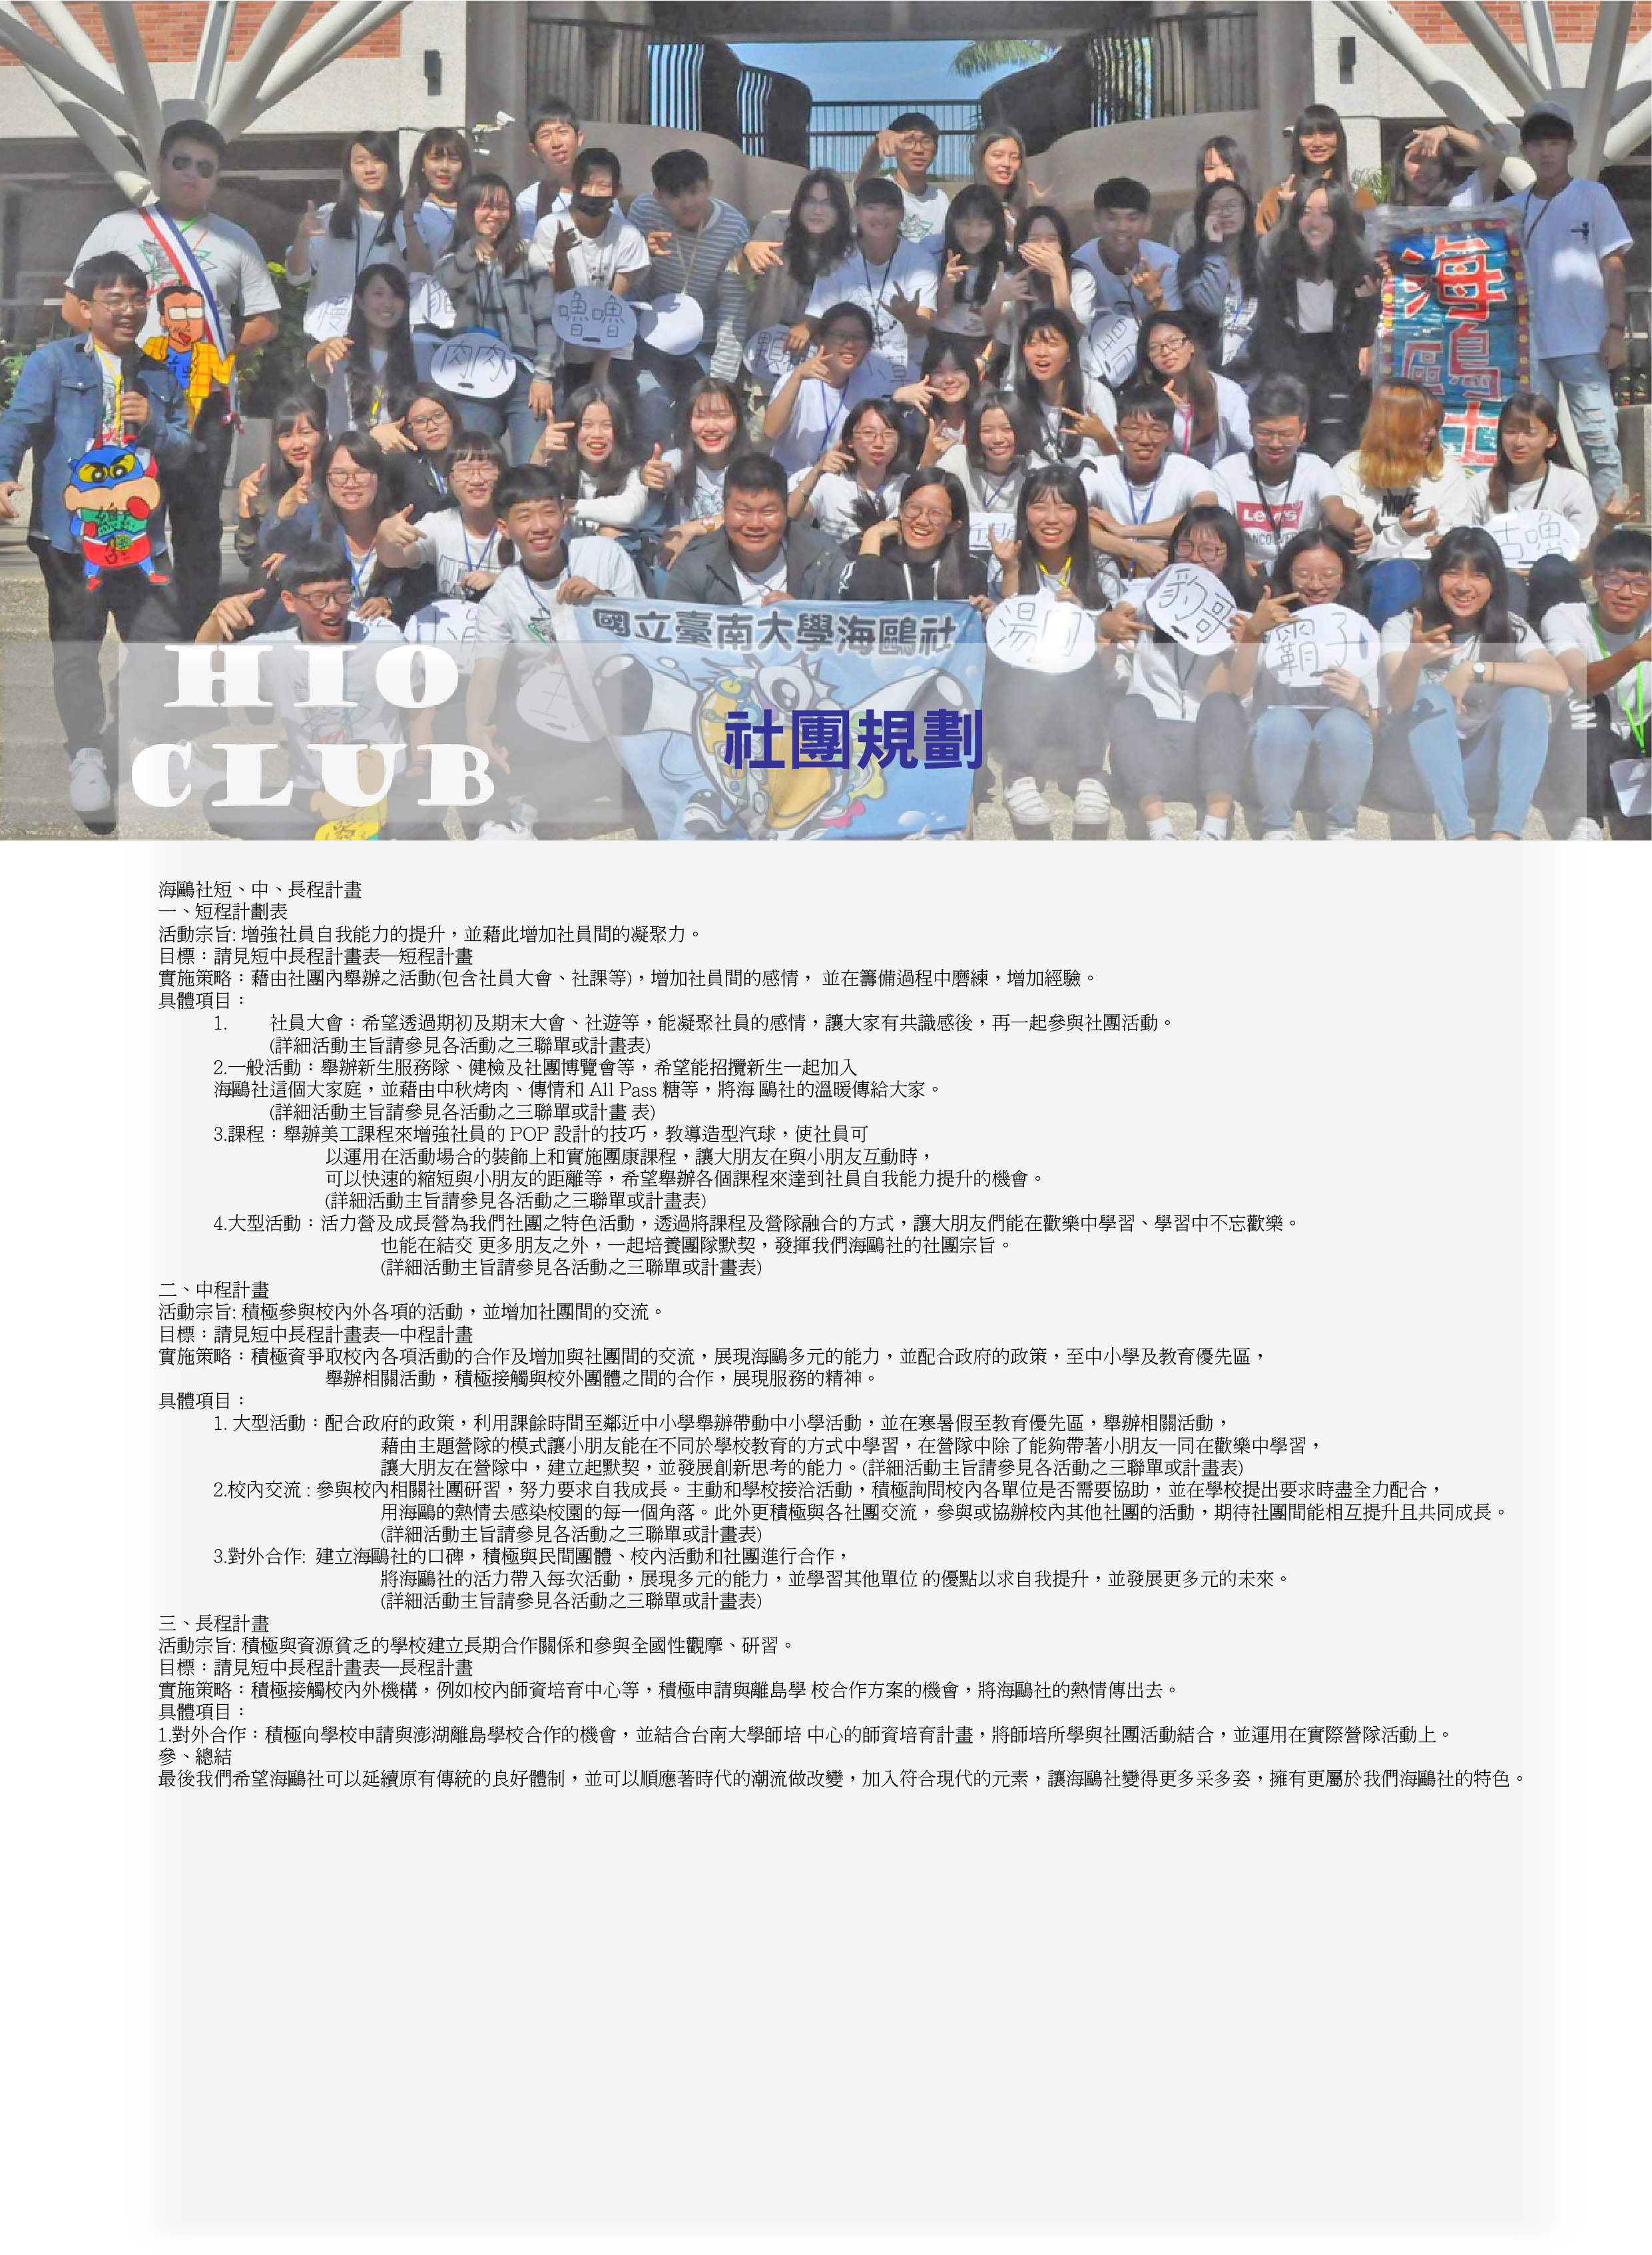 海鷗社
嚕嚕
肉肉
Levi's
NIKE
國立臺南大學海鷗社
湯圓
豹哥
霸子
HIO
CLUB
社團規劃
海鷗社短、中、長程計畫
一、短程計劃表
活動宗旨: 增強社員自我能力的提升，並藉此增加社員間的凝聚力。
目標：請見短中長程計畫表─短程計畫
實施策略：藉由社團內舉辦之活動(包含社員大會、社課等)，增加社員間的感情， 並在籌備過程中磨練，增加經驗。
具體項目：
1. 社員大會：希望透過期初及期末大會、社遊等，能凝聚社員的感情，讓大家有共識感後，再一起參與社團活動。
(詳細活動主旨請參見各活動之三聯單或計畫表)
2.一般活動：舉辦新生服務隊、健檢及社團博覽會等，希望能招攬新生一起加入
海鷗社這個大家庭，並藉由中秋烤肉、傳情和 All Pass 糖等，將海 鷗社的溫暖傳給大家。
(詳細活動主旨請參見各活動之三聯單或計畫 表)
3.課程：舉辦美工課程來增強社員的 POP 設計的技巧，教導造型汽球，使社員可
以運用在活動場合的裝飾上和實施團康課程，讓大朋友在與小朋友互動時，
可以快速的縮短與小朋友的距離等，希望舉辦各個課程來達到社員自我能力提升的機會。
(詳細活動主旨請參見各活動之三聯單或計畫表)
4.大型活動：活力營及成長營為我們社團之特色活動，透過將課程及營隊融合的方式，讓大朋友們能在歡樂中學習、學習中不忘歡樂。
也能在結交 更多朋友之外，一起培養團隊默契，發揮我們海鷗社的社團宗旨。
(詳細活動主旨請參見各活動之三聯單或計畫表)
二、中程計畫
活動宗旨: 積極參與校內外各項的活動，並增加社團間的交流。
目標：請見短中長程計畫表─中程計畫
實施策略：積極資爭取校內各項活動的合作及增加與社團間的交流，展現海鷗多元的能力，並配合政府的政策，至中小學及教育優先區，
舉辦相關活動，積極接觸與校外團體之間的合作，展現服務的精神。
具體項目：
1. 大型活動：配合政府的政策，利用課餘時間至鄰近中小學舉辦帶動中小學活動，並在寒暑假至教育優先區，舉辦相關活動，
藉由主題營隊的模式讓小朋友能在不同於學校教育的方式中學習，在營隊中除了能夠帶著小朋友一同在歡樂中學習，
讓大朋友在營隊中，建立起默契，並發展創新思考的能力。(詳細活動主旨請參見各活動之三聯單或計畫表)
2.校內交流 : 參與校內相關社團研習，努力要求自我成長。主動和學校接洽活動，積極詢問校內各單位是否需要協助，並在學校提出要求時盡全力配合，
用海鷗的熱情去感染校園的每一個角落。此外更積極與各社團交流，參與或協辦校內其他社團的活動，期待社團間能相互提升且共同成長。
(詳細活動主旨請參見各活動之三聯單或計畫表)
3.對外合作: 建立海鷗社的口碑，積極與民間團體、校內活動和社團進行合作，
將海鷗社的活力帶入每次活動，展現多元的能力，並學習其他單位 的優點以求自我提升，並發展更多元的未來。
(詳細活動主旨請參見各活動之三聯單或計畫表)
三、長程計畫
活動宗旨: 積極與資源貧乏的學校建立長期合作關係和參與全國性觀摩、研習。
目標：請見短中長程計畫表─長程計畫
實施策略：積極接觸校內外機構，例如校內師資培育中心等，積極申請與離島學 校合作方案的機會，將海鷗社的熱情傳出去。
具體項目：
1.對外合作：積極向學校申請與澎湖離島學校合作的機會，並結合台南大學師培 中心的師資培育計畫，將師培所學與社團活動結合，並運用在實際營隊活動上。
參、總結
最後我們希望海鷗社可以延續原有傳統的良好體制，並可以順應著時代的潮流做改變，加入符合現代的元素，讓海鷗社變得更多采多姿，擁有更屬於我們海鷗社的特色。